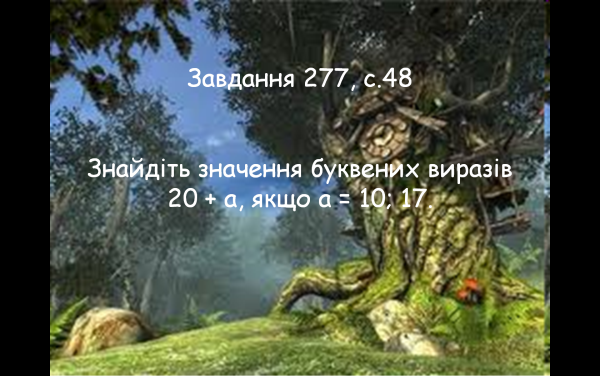 Завдання 277, с.48
Знайдіть значення буквених виразів
20 + а, якщо а = 10; 17.